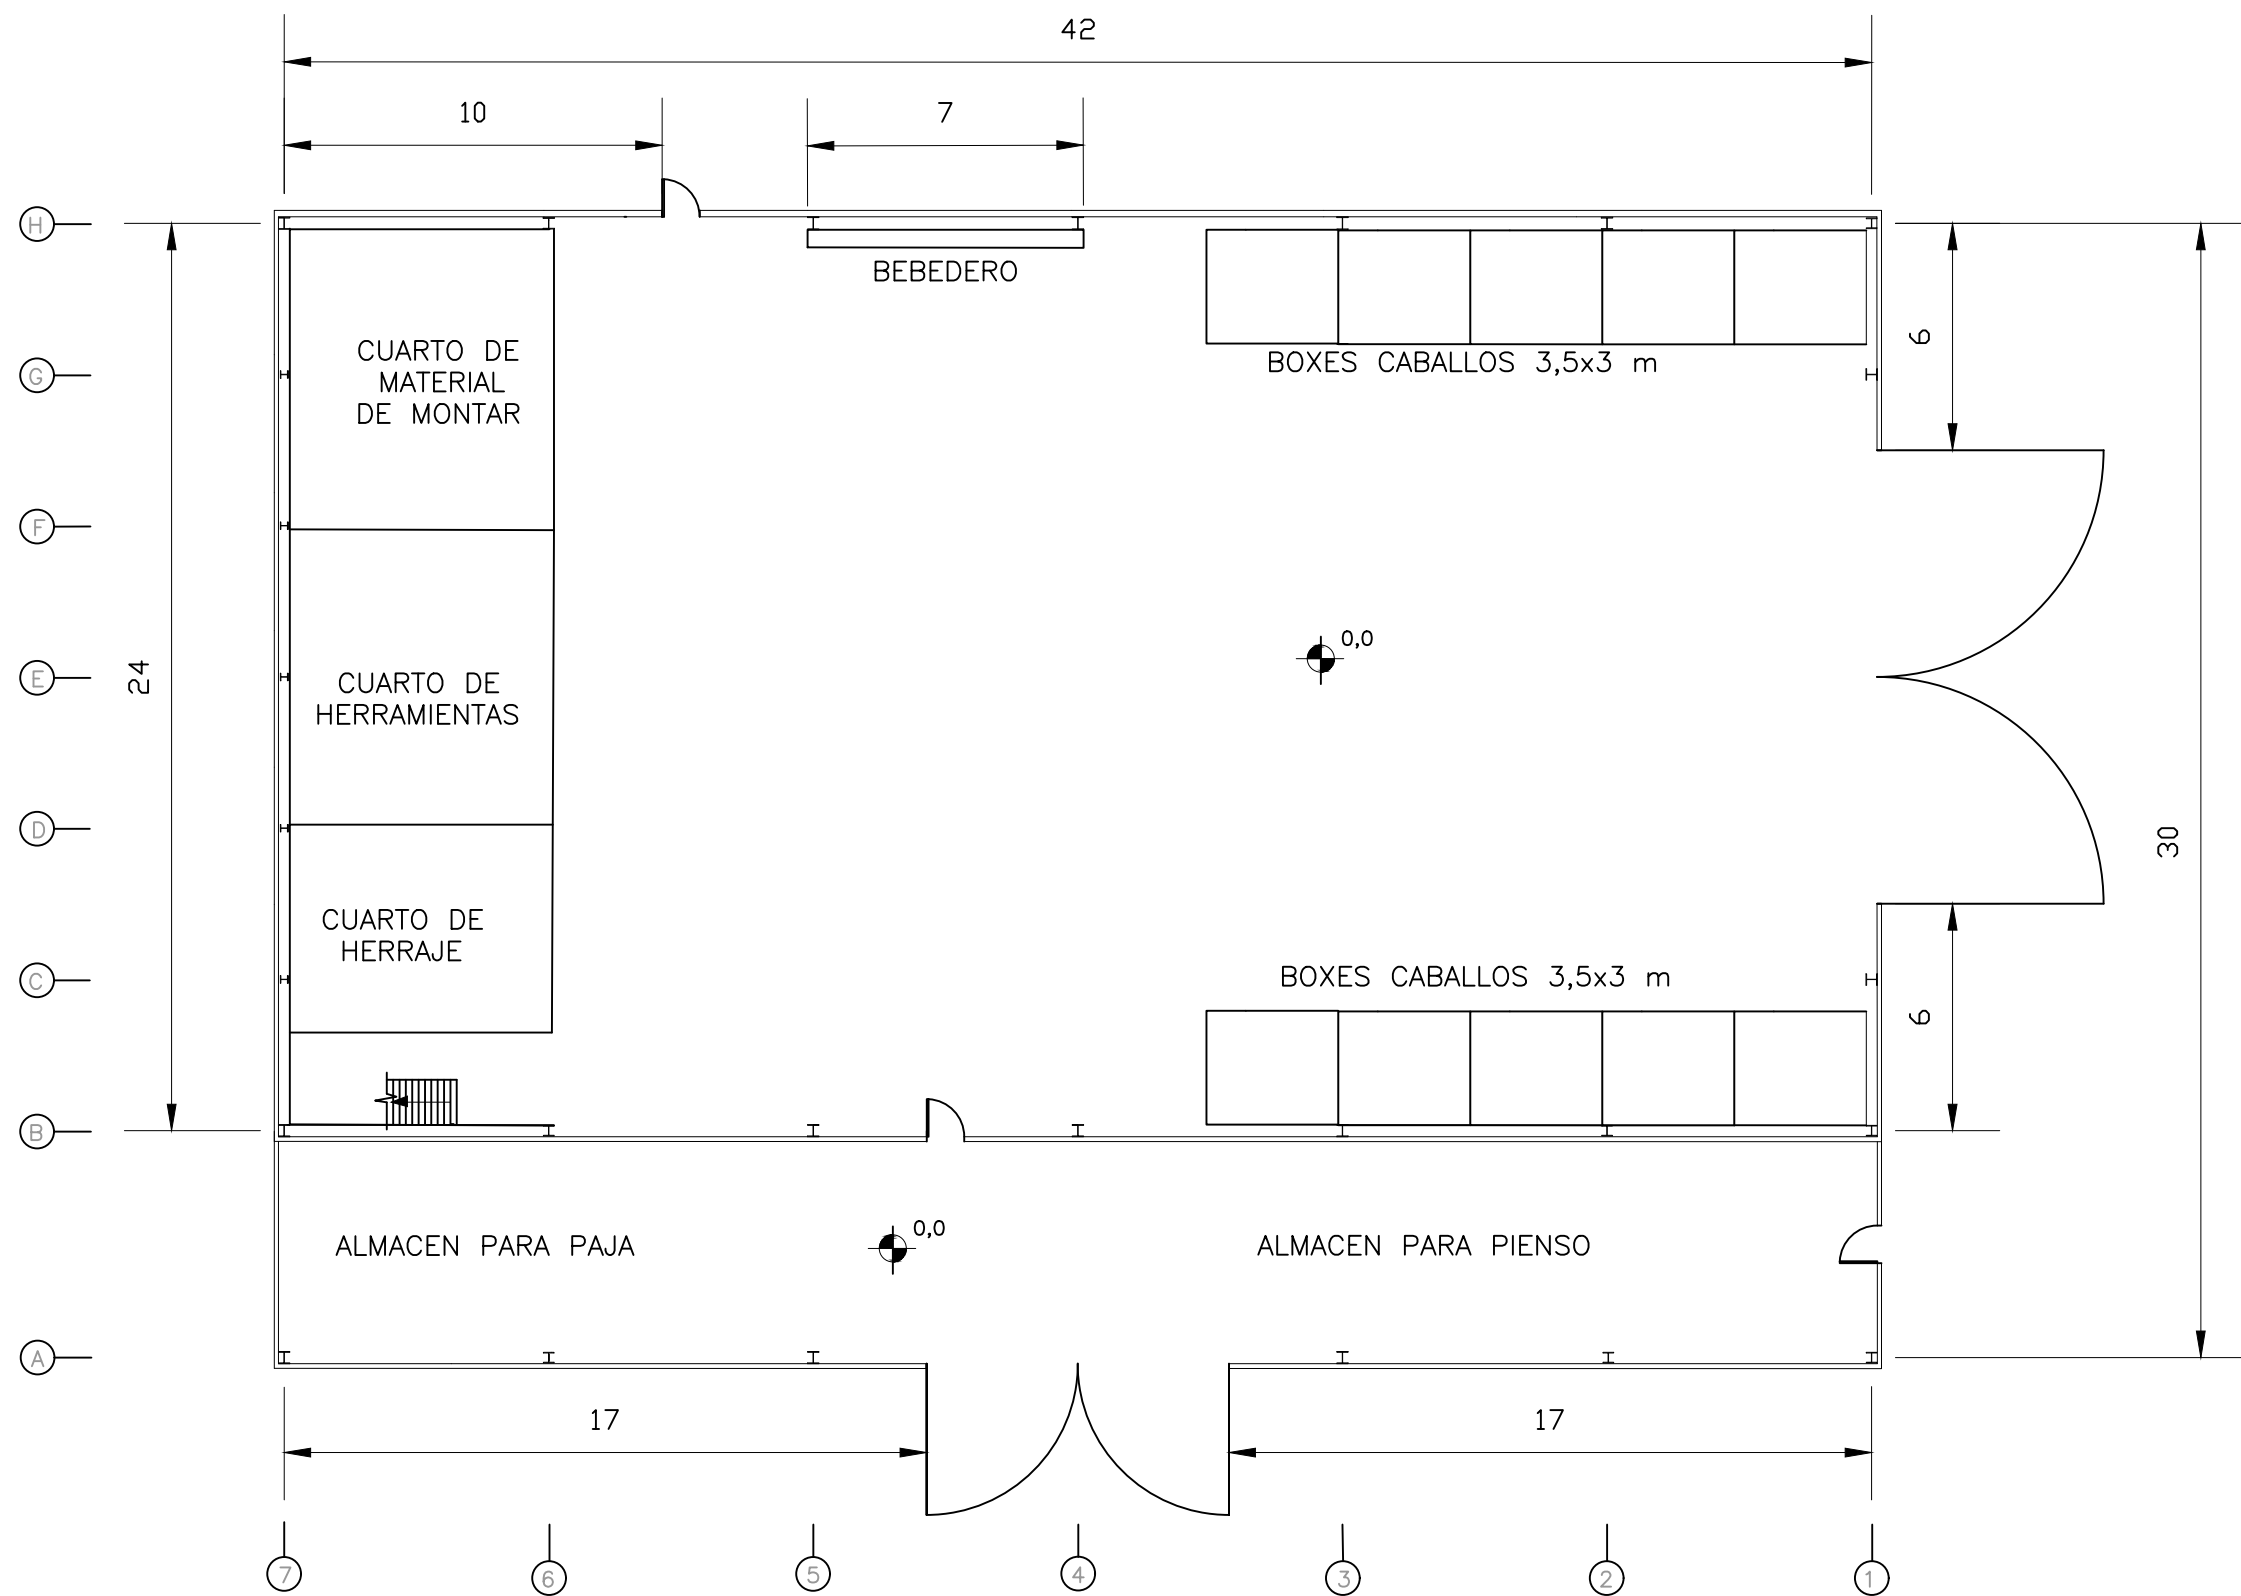 42
10
7
H
BEBEDERO
CUARTO DE
MATERIAL
DE MONTAR
6
BOXES CABALLOS 3,5x3 m
G
F
0,0
24
E
CUARTO DE
HERRAMIENTAS
D
30
CUARTO DE
HERRAJE
C
BOXES CABALLOS 3,5x3 m
6
B
0,0
ALMACEN PARA PAJA
ALMACEN PARA PIENSO
A
17
17
7
6
5
4
3
2
1